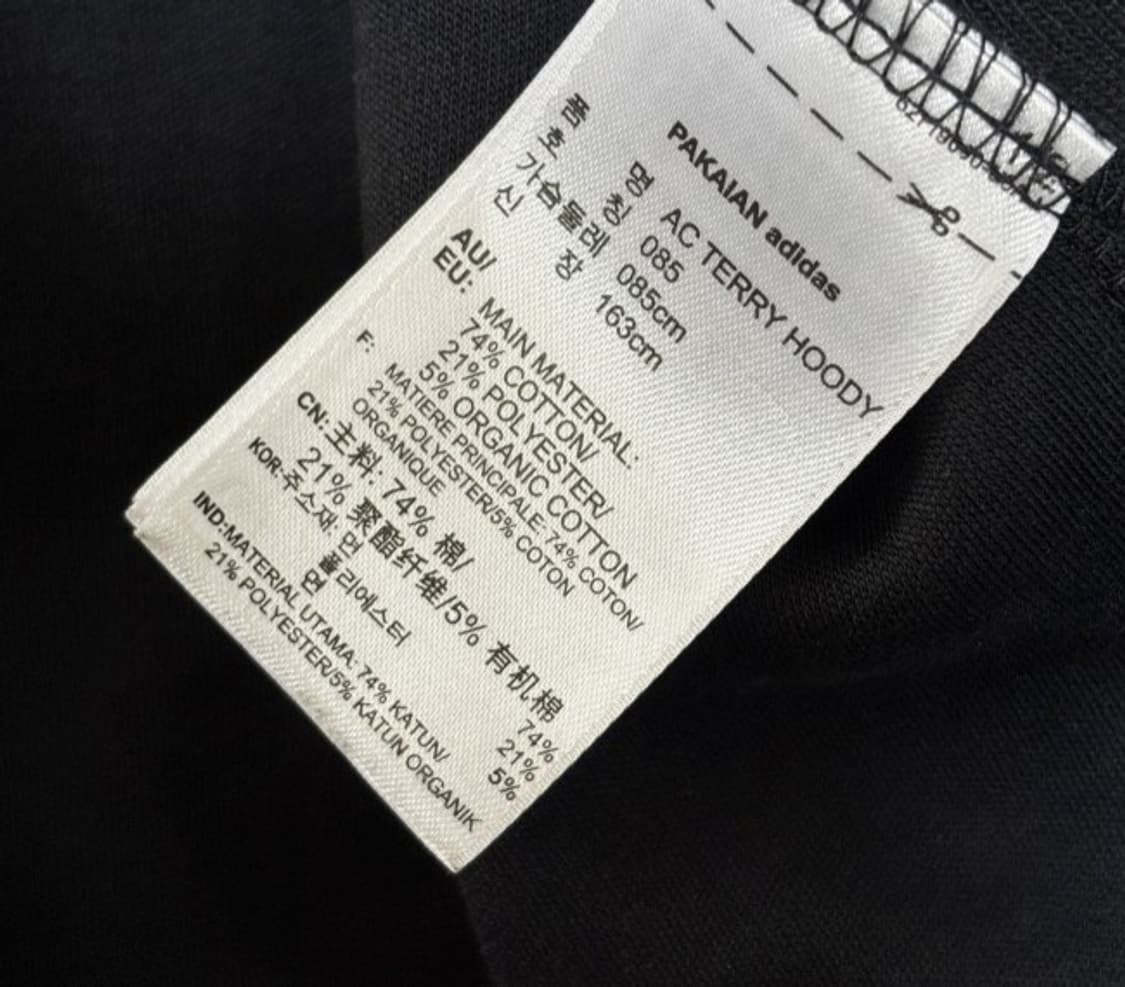 PAKAIAN adidas
품 명 AC TERRY HOODY
호 칭 085
가슴둘레 085cm
신 장 163cm
AU/
EU: MAIN MATERIAL:
74% COTTON/
21% POLYESTER/
5% ORGANIC COTTON
F: MATIERE PRINCIPALE: 74% COTON/
21% POLYESTER/5% COTON
ORGANIQUE
CN: 主料: 74% 棉/
21% 聚酯纤维/5% 有机棉
KOR:주소재: 면 74%
폴리에스터 21%
면 5%
IND:MATERIAL UTAMA: 74% KATUN/
21% POLYESTER/5% KATUN ORGANIK